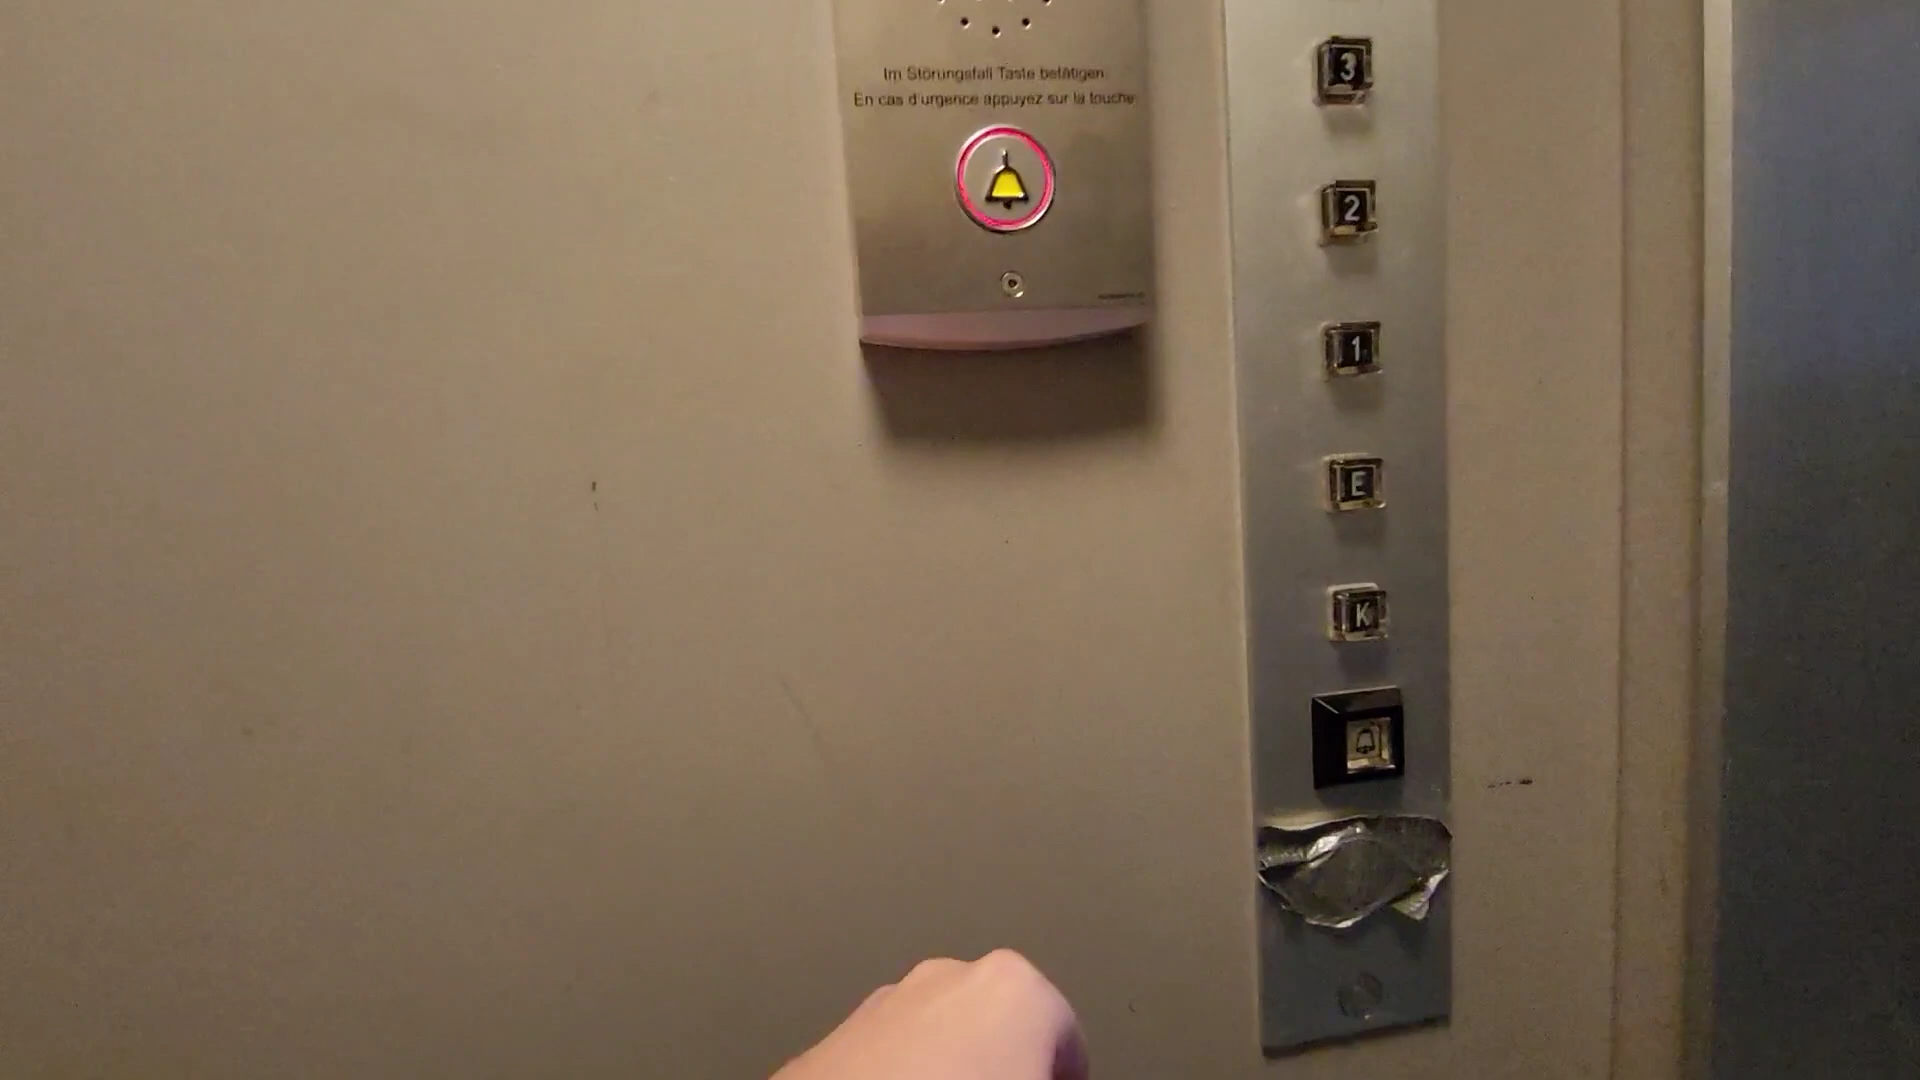 Im Störungsfall Taste betätigen
En cas d'urgence appuyez sur la touche
3
2
1
E
K